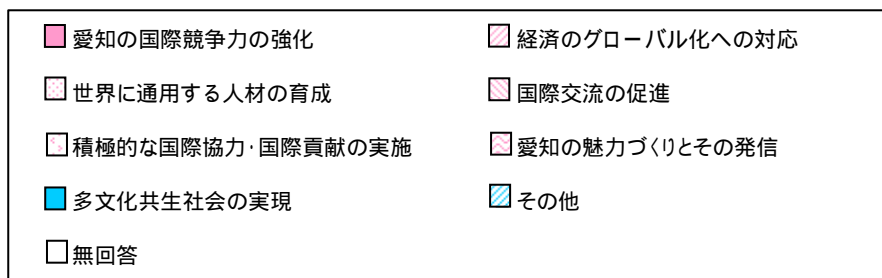 愛知の国際競争力の強化
経済のグローバル化への対応
世界に通用する人材の育成
国際交流の促進
積極的な国際協力・国際貢献の実施
愛知の魅力づくりとその発信
多文化共生社会の実現
その他
無回答